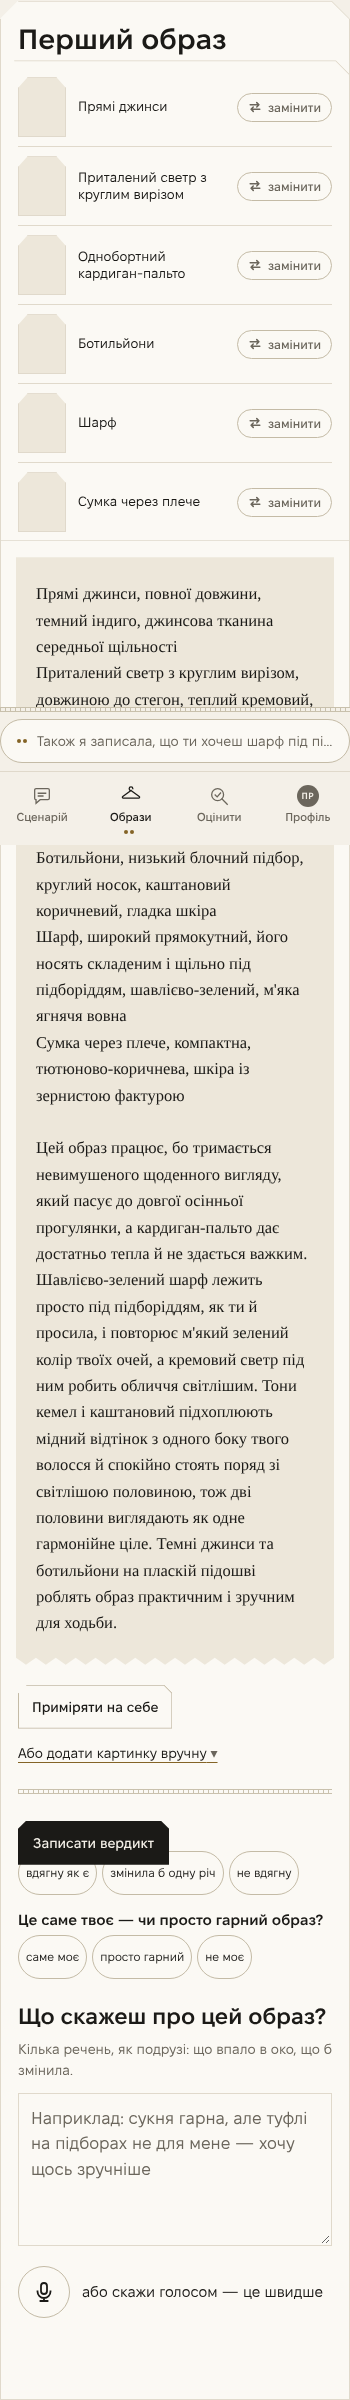 Перший образ
Прямі джинси
замінити
Приталений светр з
круглим вирізом
замінити
Однобортний
кардиган-пальто
замінити
Ботильйони
замінити
Шарф
замінити
Сумка через плече
замінити
Прямі джинси, повної довжини,
темний індиго, джинсова тканина
середньої щільності
Приталений светр з круглим вирізом,
довжиною до стегон, теплий кремовий,
Також я записала, що ти хочеш шарф під пі...
Сценарій
Образи
Оцінити
ПР
Профіль
Ботильйони, низький блочний підбор,
круглий носок, каштановий
коричневий, гладка шкіра
Шарф, широкий прямокутний, його
носять складеним і щільно під
підборіддям, шавлієво-зелений, м'яка
ягняча вовна
Сумка через плече, компактна,
тютюново-коричнева, шкіра із
зернистою фактурою
Цей образ працює, бо тримається
невимушеного щоденного вигляду,
який пасує до довгої осінньої
прогулянки, а кардиган-пальто дає
достатньо тепла й не здається важким.
Шавлієво-зелений шарф лежить
просто під підборіддям, як ти й
просила, і повторює м'який зелений
колір твоїх очей, а кремовий светр під
ним робить обличчя світлішим. Тони
кемел і каштановий підхоплюють
мідний відтінок з одного боку твого
волосся й спокійно стоять поряд зі
світлішою половиною, тож дві
половини виглядають як одне
гармонійне ціле. Темні джинси та
ботильйони на пласкій підошві
роблять образ практичним і зручним
для ходьби.
Приміряти на себе
Або додати картинку вручну ▾
Записати вердикт
вдягну як є
змінила б одну річ
не вдягну
Це саме твоє — чи просто гарний образ?
саме моє
просто гарний
не моє
Що скажеш про цей образ?
Кілька речень, як подрузі: що впало в око, що б
змінила.
Наприклад: сукня гарна, але туфлі
на підборах не для мене — хочу
щось зручніше
або скажи голосом — це швидше